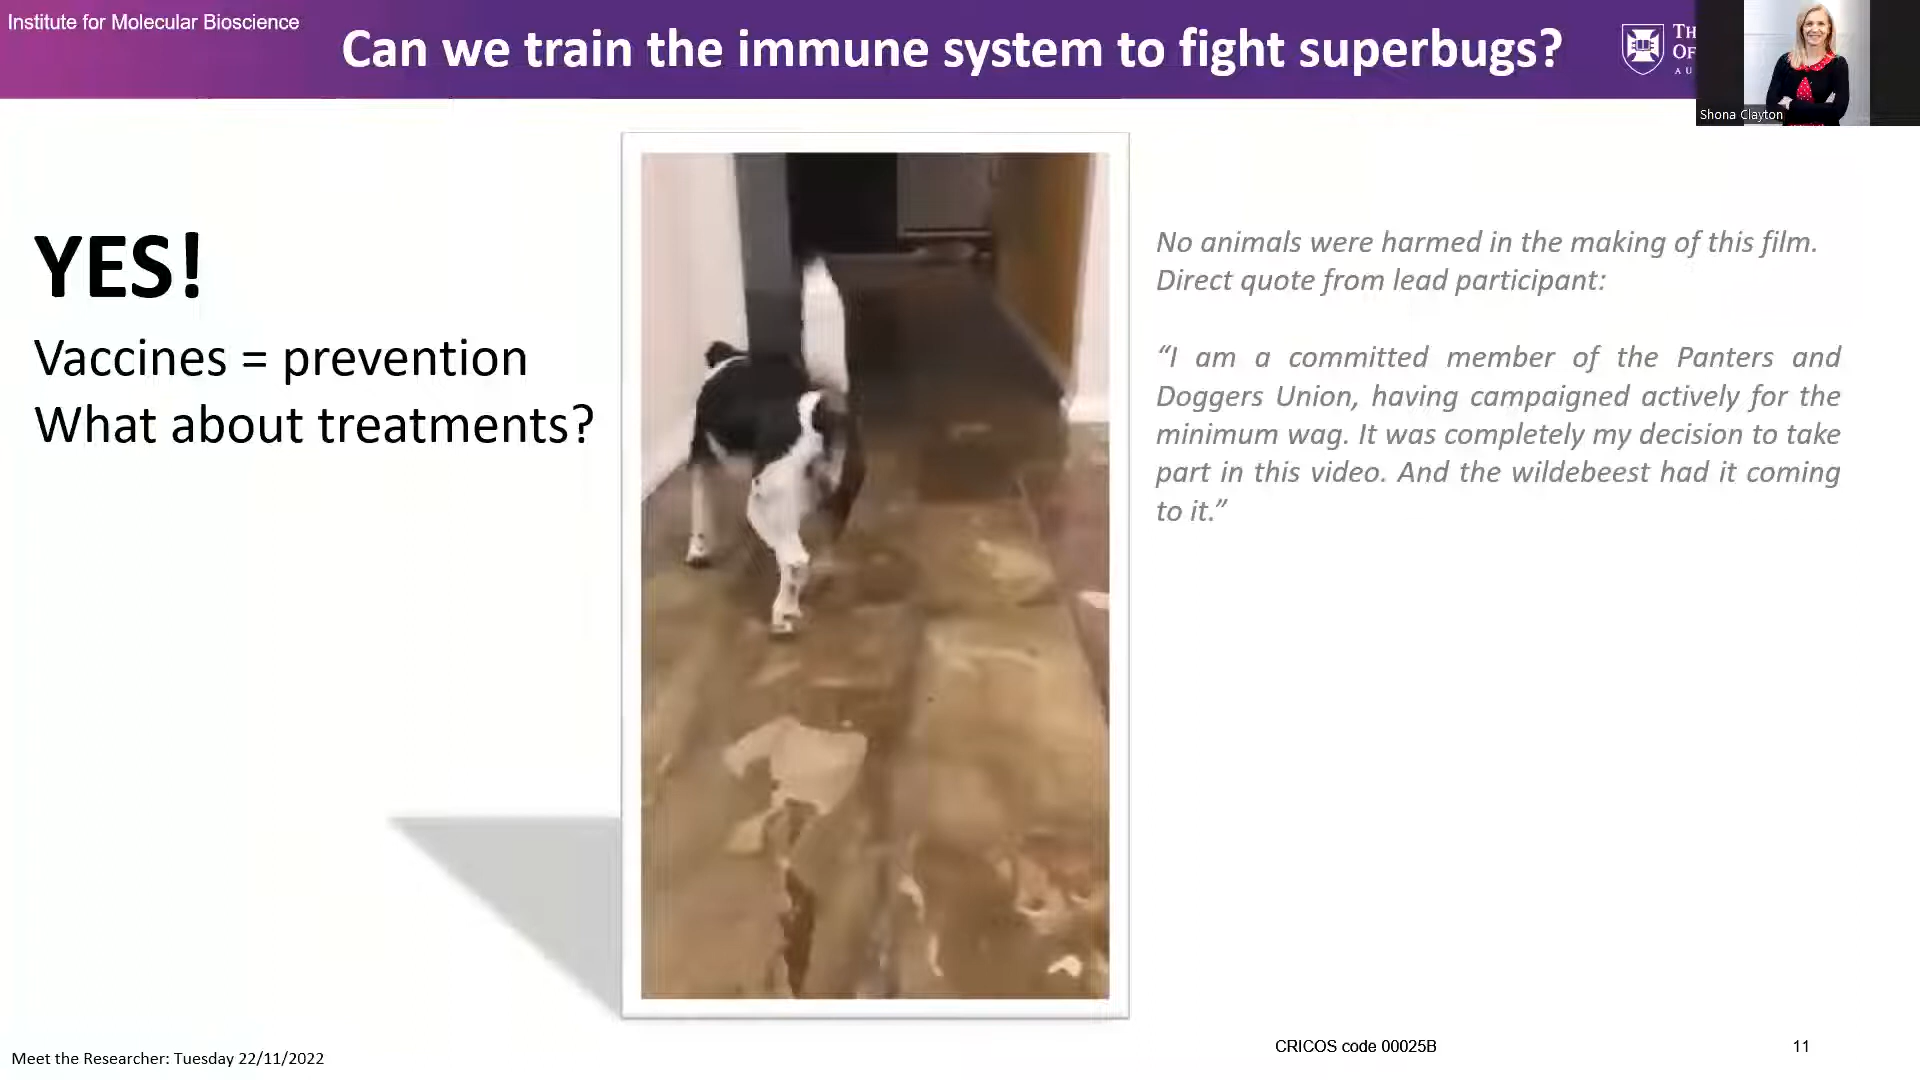 Institute for Molecular Bioscience
Can we train the immune system to fight superbugs?
Shona Clayton
YES!
Vaccines = prevention
What about treatments?
No animals were harmed in the making of this film.
Direct quote from lead participant:
“I am a committed member of the Panters and
Doggers Union, having campaigned actively for the
minimum wag. It was completely my decision to take
part in this video. And the wildebeest had it coming
to it.”
Meet the Researcher: Tuesday 22/11/2022
CRICOS code 00025B
11